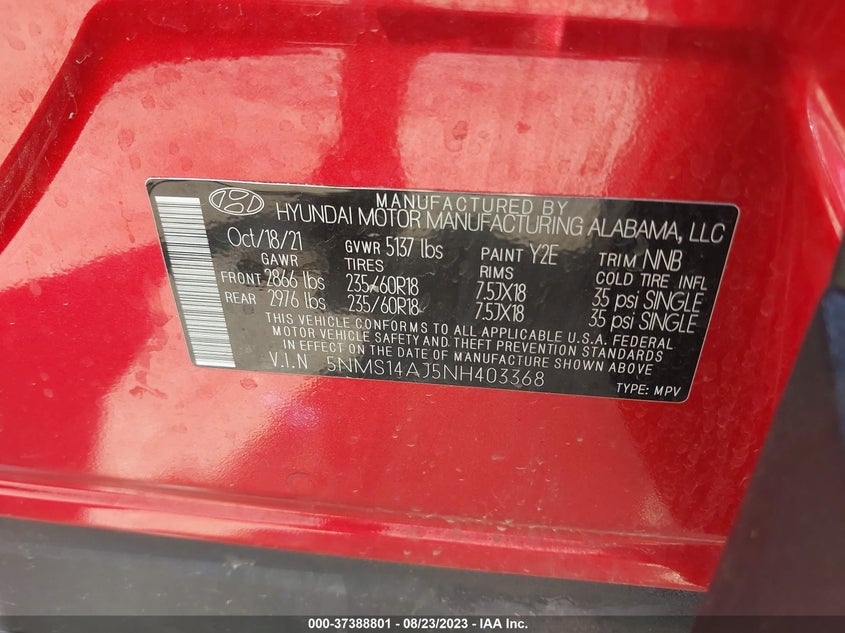 MANUFACTURED BY
HYUNDAI MOTOR MANUFACTURING ALABAMA, LLC
Oct/18/21 GVWR 5137 lbs PAINT Y2E TRIM NNB
GAWR TIRES RIMS COLD TIRE INFL
FRONT 2866 lbs 235/60R18 7.5JX18 35 psi SINGLE
REAR 2976 lbs 235/60R18 7.5JX18 35 psi SINGLE
THIS VEHICLE CONFORMS TO ALL APPLICABLE U.S.A. FEDERAL
MOTOR VEHICLE SAFETY AND THEFT PREVENTION STANDARDS
IN EFFECT ON THE DATE OF MANUFACTURE SHOWN ABOVE
V.I.N 5NMS14AJ5NH403368
TYPE: MPV
000-37388801 - 08/23/2023 - IAA Inc.